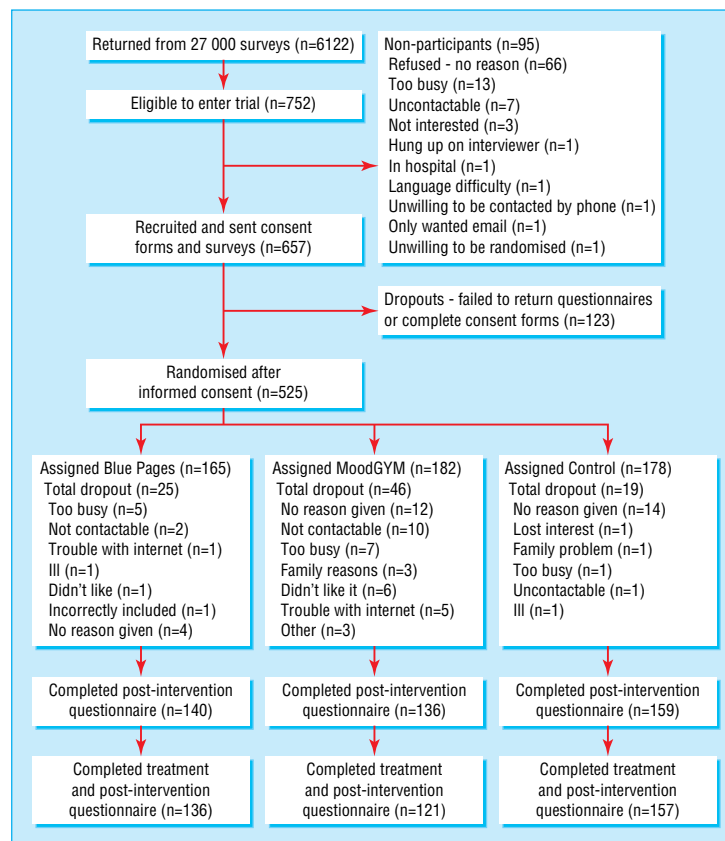 Returned from 27 000 surveys (n=6122)
Eligible to enter trial (n=752)
Non-participants (n=95)
Refused - no reason (n=66)
Too busy (n=13)
Uncontactable (n=7)
Not interested (n=3)
Hung up on interviewer (n=1)
In hospital (n=1)
Language difficulty (n=1)
Unwilling to be contacted by phone (n=1)
Only wanted email (n=1)
Unwilling to be randomised (n=1)
Recruited and sent consent
forms and surveys (n=657)
Dropouts - failed to return questionnaires
or complete consent forms (n=123)
Randomised after
informed consent (n=525)
Assigned Blue Pages (n=165)
Total dropout (n=25)
Too busy (n=5)
Not contactable (n=2)
Trouble with internet (n=1)
Ill (n=1)
Didn't like (n=1)
Incorrectly included (n=1)
No reason given (n=4)
Assigned MoodGYM (n=182)
Total dropout (n=46)
No reason given (n=12)
Not contactable (n=10)
Too busy (n=7)
Family reasons (n=3)
Didn't like it (n=6)
Trouble with internet (n=5)
Other (n=3)
Assigned Control (n=178)
Total dropout (n=19)
No reason given (n=14)
Lost interest (n=1)
Family problem (n=1)
Too busy (n=1)
Uncontactable (n=1)
Ill (n=1)
Completed post-intervention
questionnaire (n=140)
Completed post-intervention
questionnaire (n=136)
Completed post-intervention
questionnaire (n=159)
Completed treatment
and post-intervention
questionnaire (n=136)
Completed treatment
and post-intervention
questionnaire (n=121)
Completed treatment
and post-intervention
questionnaire (n=157)